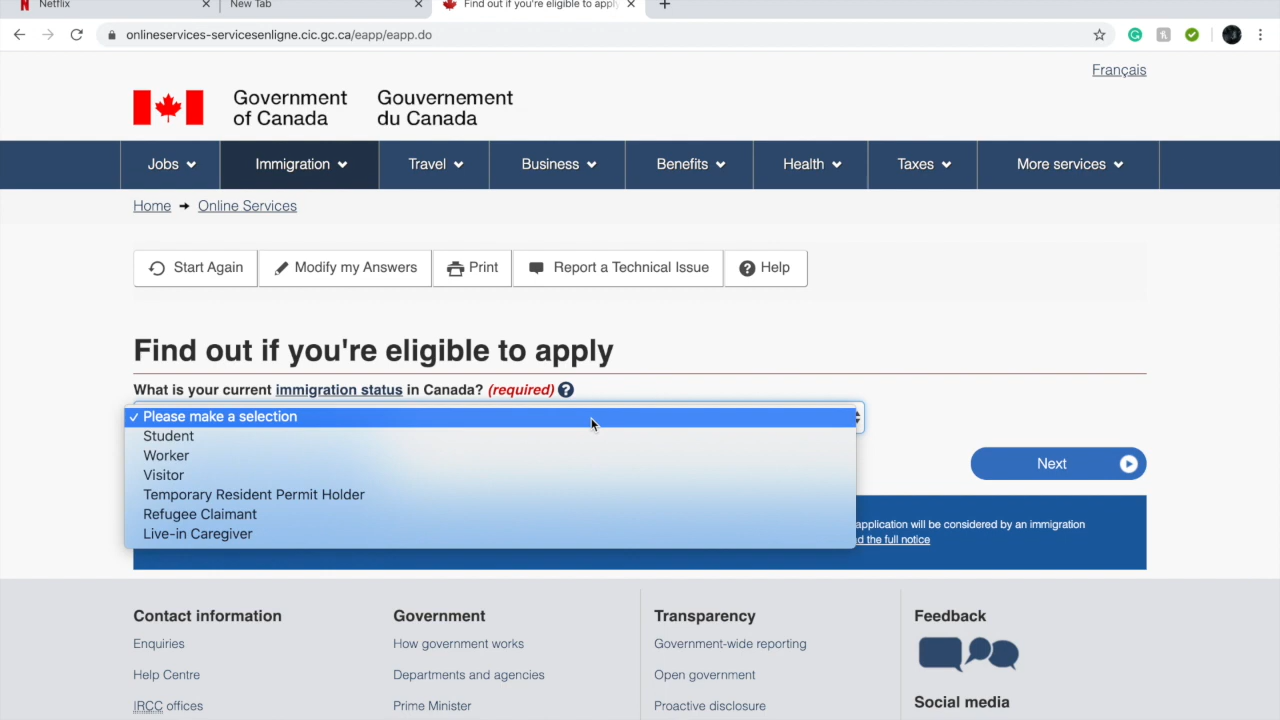 Netflix
New Tab
Find out if you're eligible to apply
onlineservices-servicesenligne.cic.gc.ca/eapp/eapp.do
Français
Government of Canada
Gouvernement du Canada
Jobs
Immigration
Travel
Business
Benefits
Health
Taxes
More services
Home
Online Services
Start Again
Modify my Answers
Print
Report a Technical Issue
Help
Find out if you're eligible to apply
What is your current immigration status in Canada? (required)
Please make a selection
Student
Worker
Visitor
Temporary Resident Permit Holder
Refugee Claimant
Live-in Caregiver
Next
application will be considered by an immigration
the full notice
Contact information
Enquiries
Help Centre
IRCC offices
Government
How government works
Departments and agencies
Prime Minister
Transparency
Government-wide reporting
Open government
Proactive disclosure
Feedback
Social media